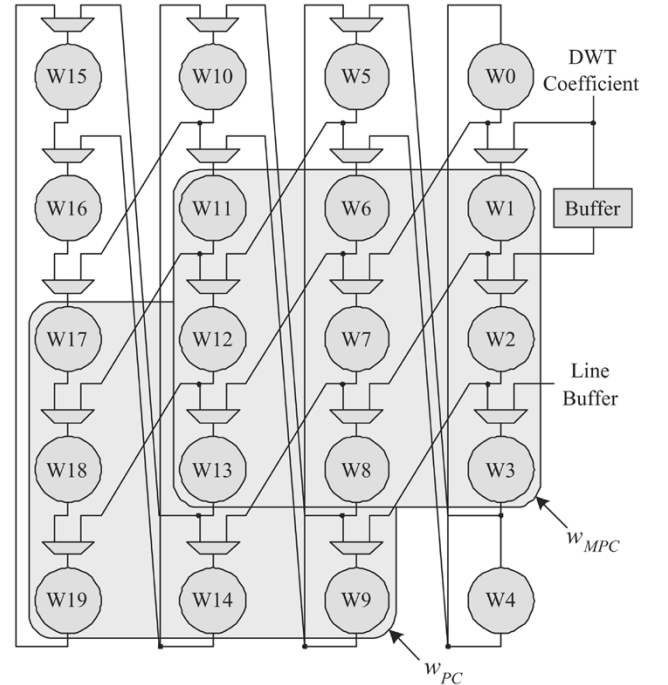 W15 W10 W5 W0
DWT
Coefficient
W16 W11 W6 W1
Buffer
W17 W12 W7 W2
Line
Buffer
W18 W13 W8 W3
w_MPC
W19 W14 W9 W4
w_PC